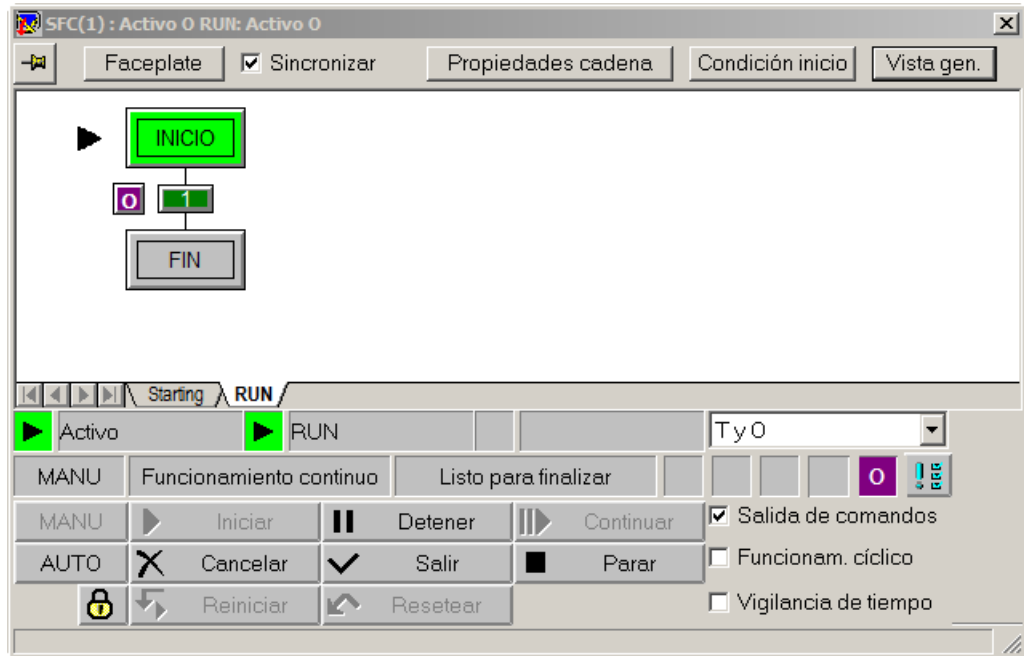 SFC(1) : Activo O RUN: Activo O
Faceplate Sincronizar Propiedades cadena Condición inicio Vista gen.
INICIO
O 1
FIN
Starting RUN
Activo RUN T y O
MANU Funcionamiento continuo Listo para finalizar O
MANU Iniciar Detener Continuar Salida de comandos
AUTO Cancelar Salir Parar Funcionam. cíclico
Reiniciar Resetear Vigilancia de tiempo